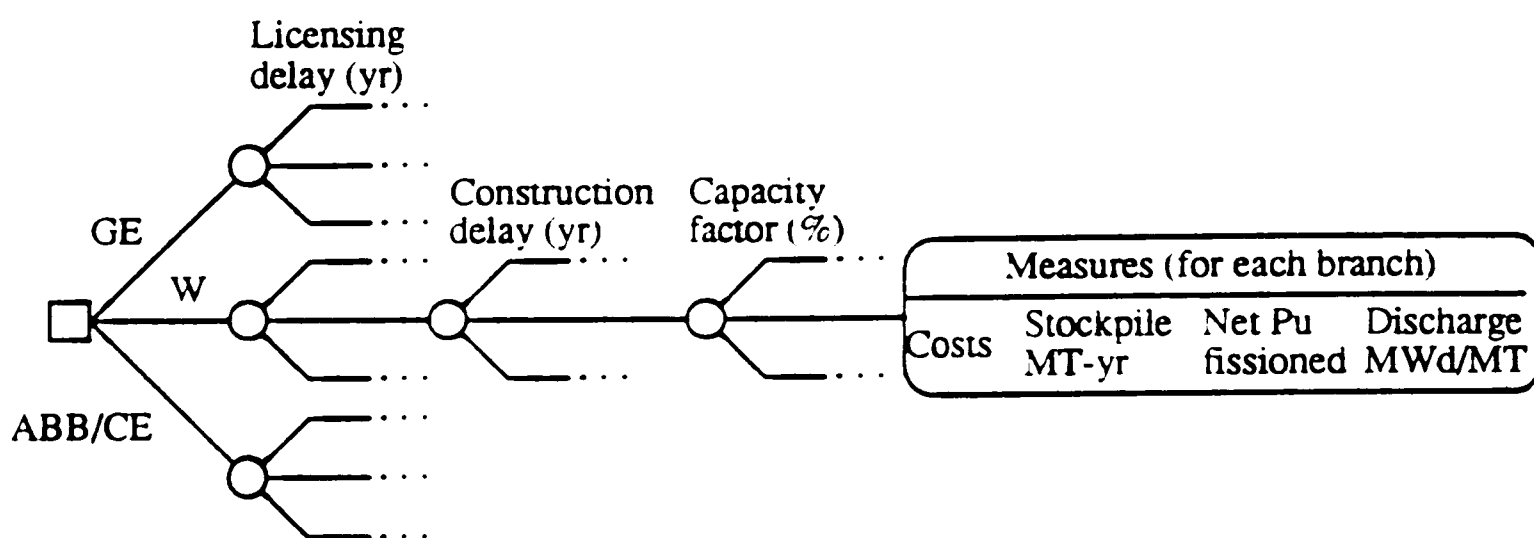 Licensing
delay (yr)
Construction
delay (yr)
Capacity
factor (%)
GE
W
ABB/CE
Measures (for each branch)
Costs
Stockpile
MT-yr
Net Pu
fissioned
Discharge
MWd/MT